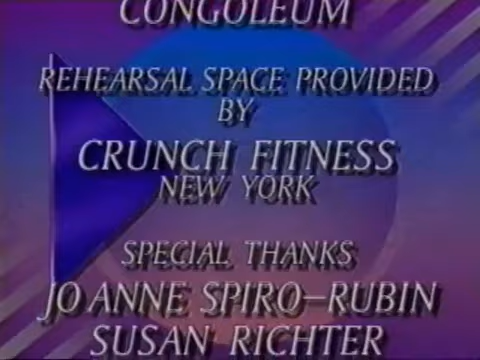 CONGOLEUM
REHEARSAL SPACE PROVIDED
BY
CRUNCH FITNESS
NEW YORK
SPECIAL THANKS
JO ANNE SPIRO-RUBIN
SUSAN RICHTER